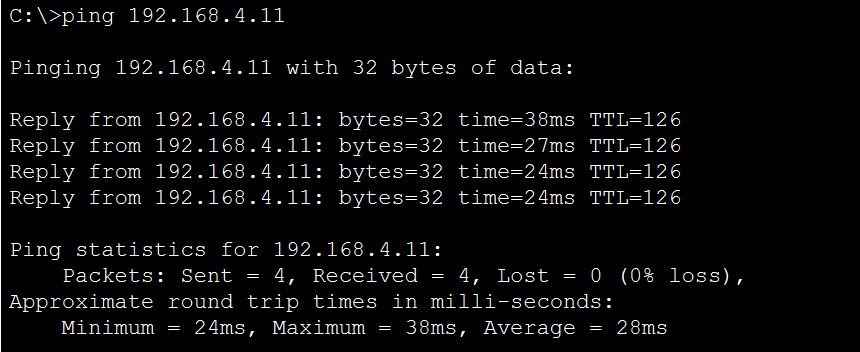 C:\>ping 192.168.4.11
Pinging 192.168.4.11 with 32 bytes of data:
Reply from 192.168.4.11: bytes=32 time=38ms TTL=126
Reply from 192.168.4.11: bytes=32 time=27ms TTL=126
Reply from 192.168.4.11: bytes=32 time=24ms TTL=126
Reply from 192.168.4.11: bytes=32 time=24ms TTL=126
Ping statistics for 192.168.4.11:
    Packets: Sent = 4, Received = 4, Lost = 0 (0% loss),
Approximate round trip times in milli-seconds:
    Minimum = 24ms, Maximum = 38ms, Average = 28ms